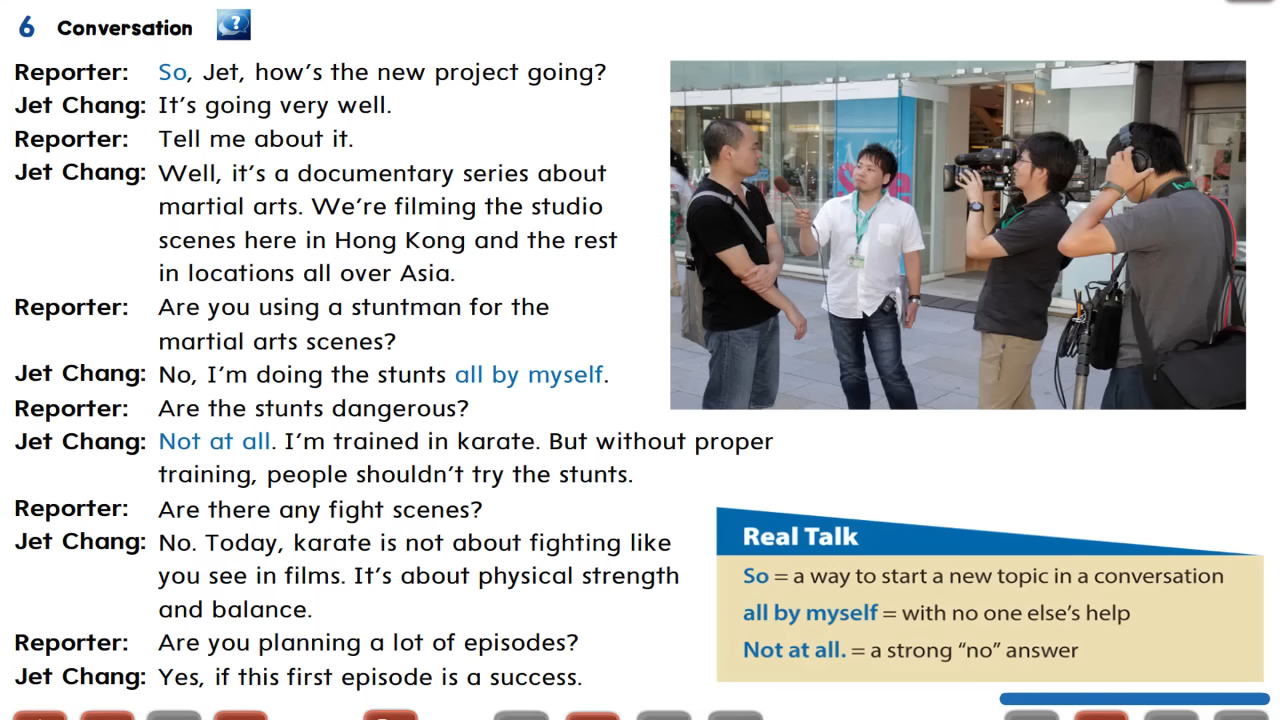 6 Conversation ?
Reporter: So, Jet, how's the new project going?
Jet Chang: It's going very well.
Reporter: Tell me about it.
Jet Chang: Well, it's a documentary series about
martial arts. We're filming the studio
scenes here in Hong Kong and the rest
in locations all over Asia.
Reporter: Are you using a stuntman for the
martial arts scenes?
Jet Chang: No, I'm doing the stunts all by myself.
Reporter: Are the stunts dangerous?
Jet Chang: Not at all. I'm trained in karate. But without proper
training, people shouldn't try the stunts.
Reporter: Are there any fight scenes?
Jet Chang: No. Today, karate is not about fighting like
you see in films. It's about physical strength
and balance.
Reporter: Are you planning a lot of episodes?
Jet Chang: Yes, if this first episode is a success.
Real Talk
So = a way to start a new topic in a conversation
all by myself = with no one else's help
Not at all. = a strong "no" answer